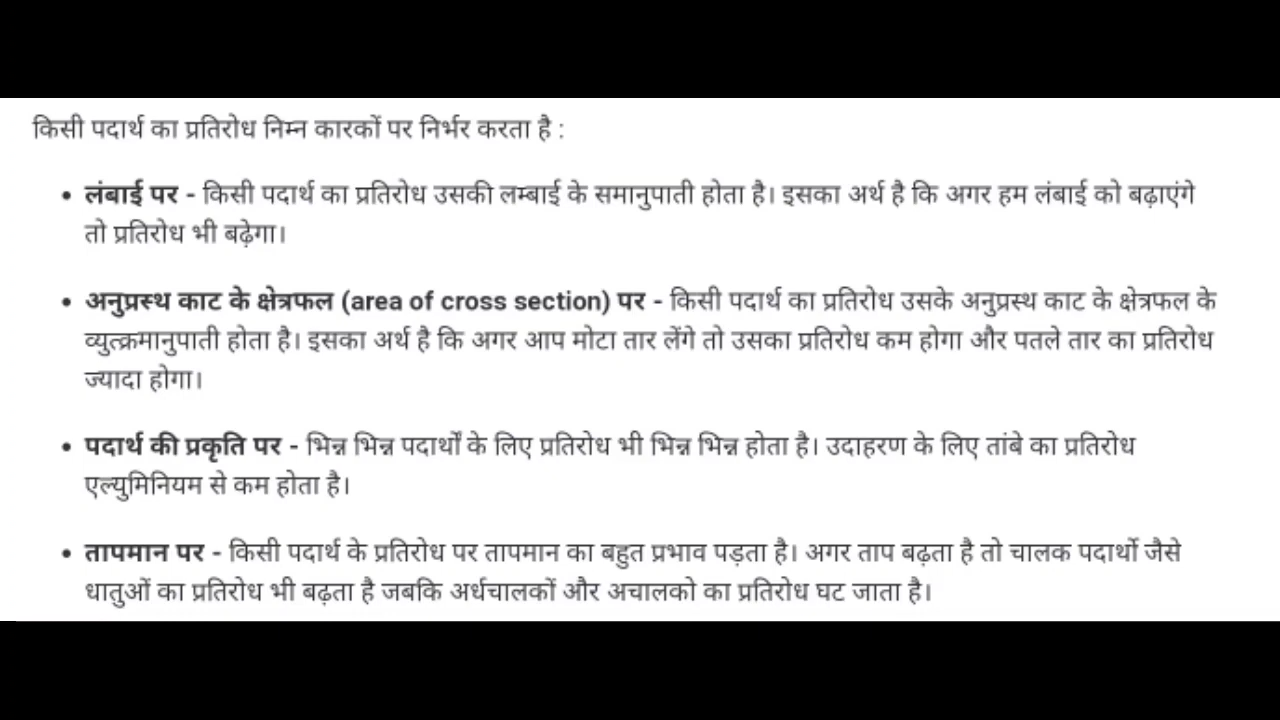 किसी पदार्थ का प्रतिरोध निम्न कारकों पर निर्भर करता है :
• लंबाई पर - किसी पदार्थ का प्रतिरोध उसकी लम्बाई के समानुपाती होता है। इसका अर्थ है कि अगर हम लंबाई को बढ़ाएंगे
तो प्रतिरोध भी बढ़ेगा।
• अनुप्रस्थ काट के क्षेत्रफल (area of cross section) पर - किसी पदार्थ का प्रतिरोध उसके अनुप्रस्थ काट के क्षेत्रफल के
व्युत्क्रमानुपाती होता है। इसका अर्थ है कि अगर आप मोटा तार लेंगे तो उसका प्रतिरोध कम होगा और पतले तार का प्रतिरोध
ज्यादा होगा।
• पदार्थ की प्रकृति पर - भिन्न भिन्न पदार्थों के लिए प्रतिरोध भी भिन्न भिन्न होता है। उदाहरण के लिए तांबे का प्रतिरोध
एल्युमिनियम से कम होता है।
• तापमान पर - किसी पदार्थ के प्रतिरोध पर तापमान का बहुत प्रभाव पड़ता है। अगर ताप बढ़ता है तो चालक पदार्थो जैसे
धातुओं का प्रतिरोध भी बढ़ता है जबकि अर्धचालकों और अचालको का प्रतिरोध घट जाता है।